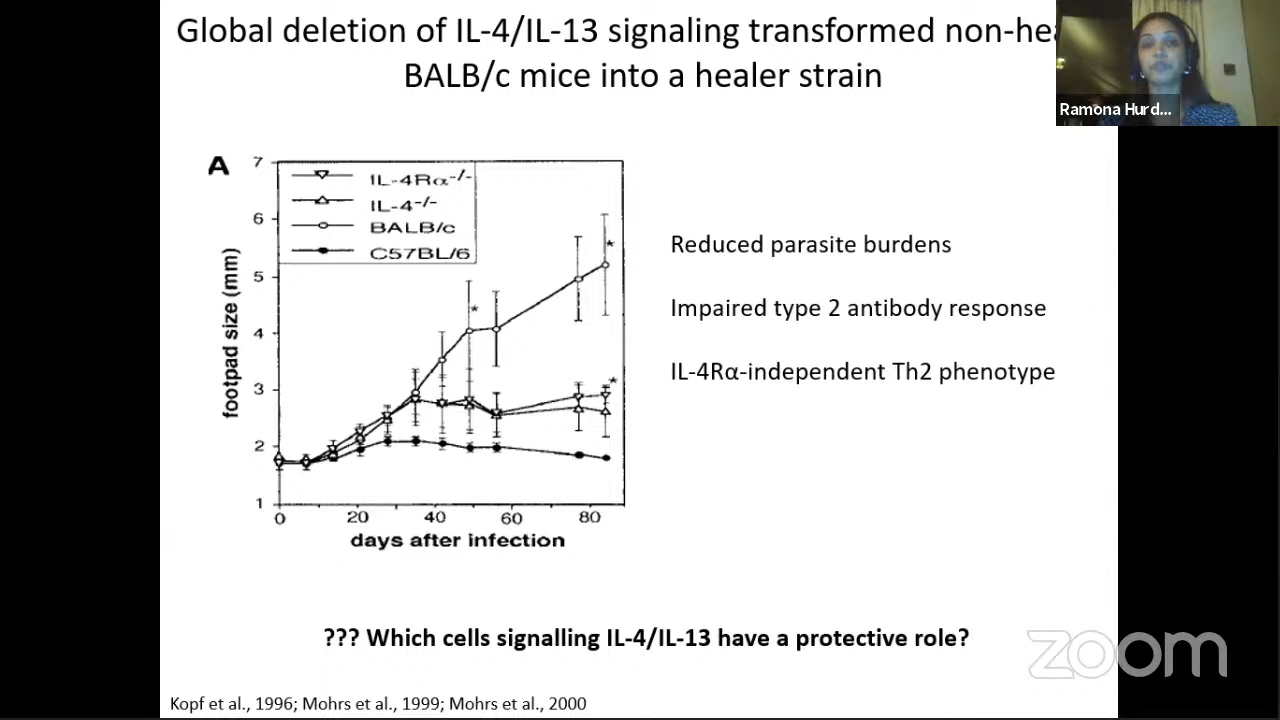 Global deletion of IL-4/IL-13 signaling transformed
BALB/c mice into a healer strain
Ramona Hurd...
A
7
IL-4Rα-/-
IL-4-/-
BALB/c
C57BL/6
6
5
4
3
2
1
footpad size (mm)
*
*
*
0
20
40
60
80
days after infection
Reduced parasite burdens
Impaired type 2 antibody response
IL-4Rα-independent Th2 phenotype
??? Which cells signalling IL-4/IL-13 have a protective role?
zoom
Kopf et al., 1996; Mohrs et al., 1999; Mohrs et al., 2000